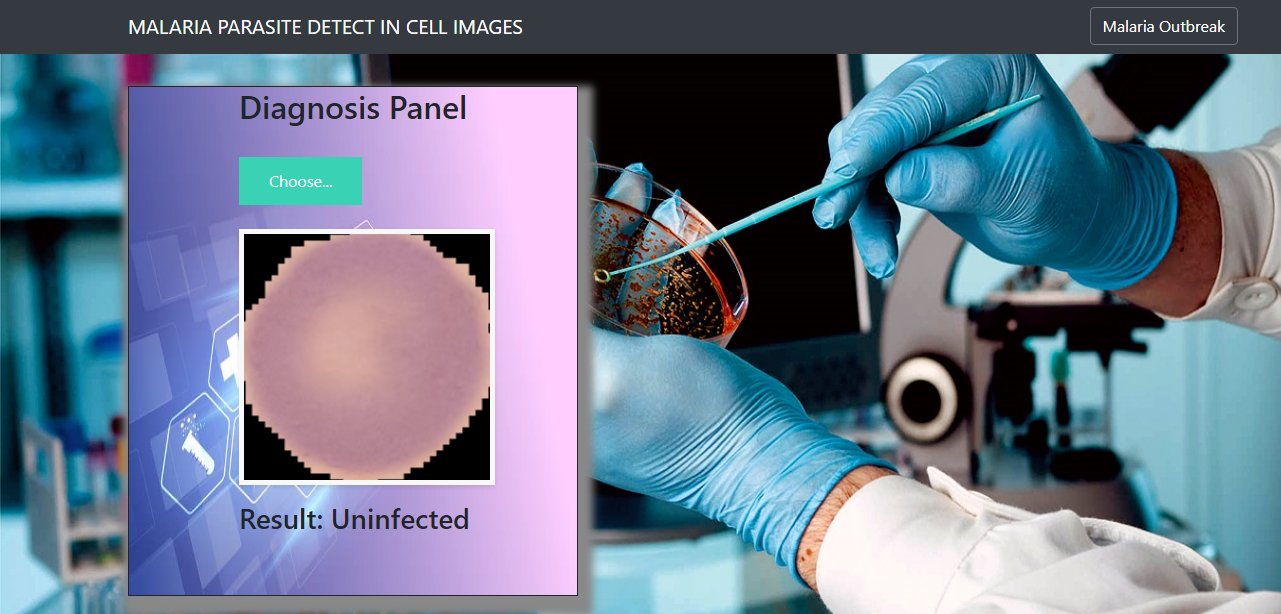 MALARIA PARASITE DETECT IN CELL IMAGES
Malaria Outbreak
Diagnosis Panel
Choose...
Result: Uninfected